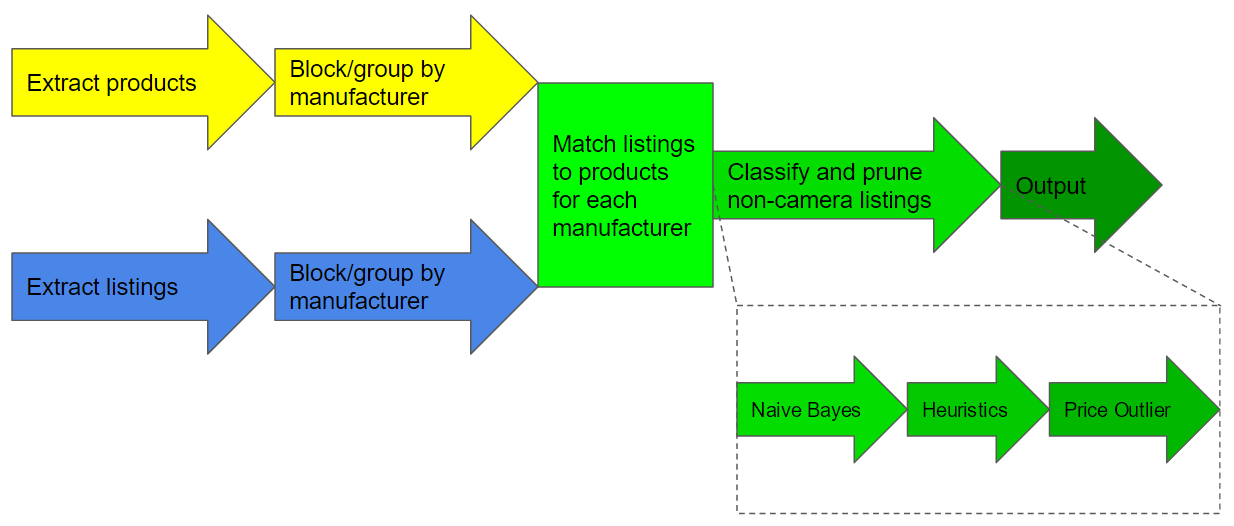 Extract products
Block/group by
manufacturer
Extract listings
Block/group by
manufacturer
Match listings
to products
for each
manufacturer
Classify and prune
non-camera listings
Output
Naive Bayes
Heuristics
Price Outlier